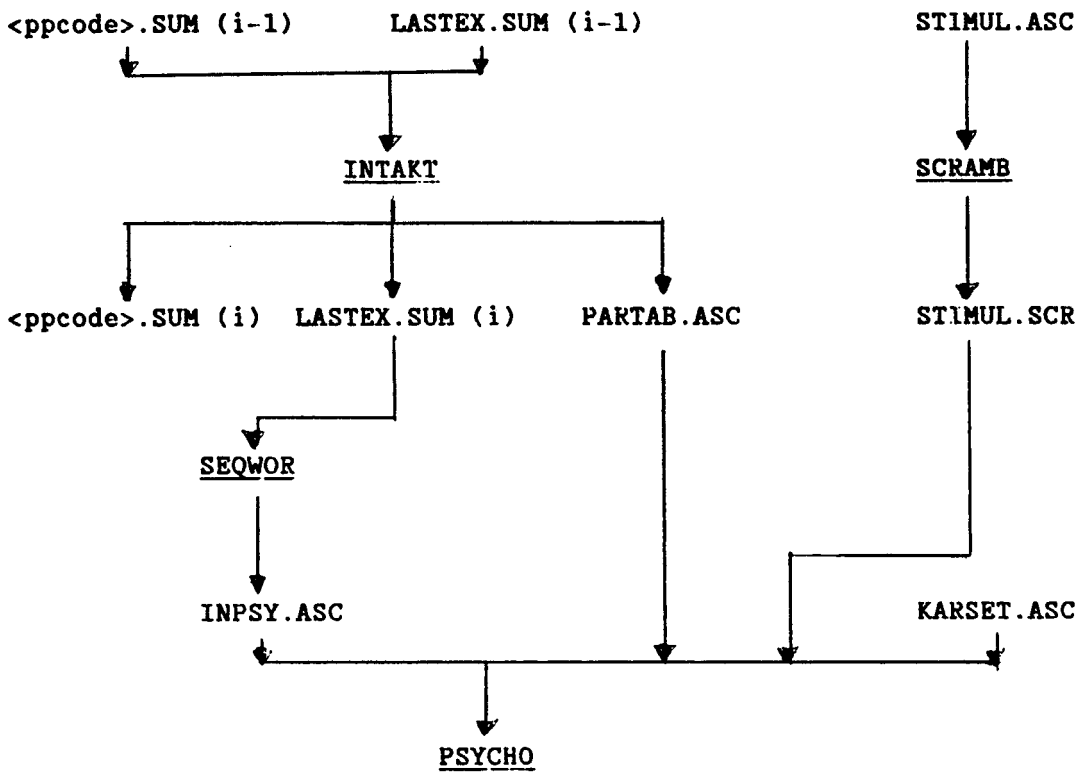 <ppcode>.SUM (i-1) LASTEX.SUM (i-1) STIMUL.ASC
INTAKT SCRAMB
<ppcode>.SUM (i) LASTEX.SUM (i) PARTAB.ASC STIMUL.SCR
SEQWOR
INPSY.ASC KARSET.ASC
PSYCHO